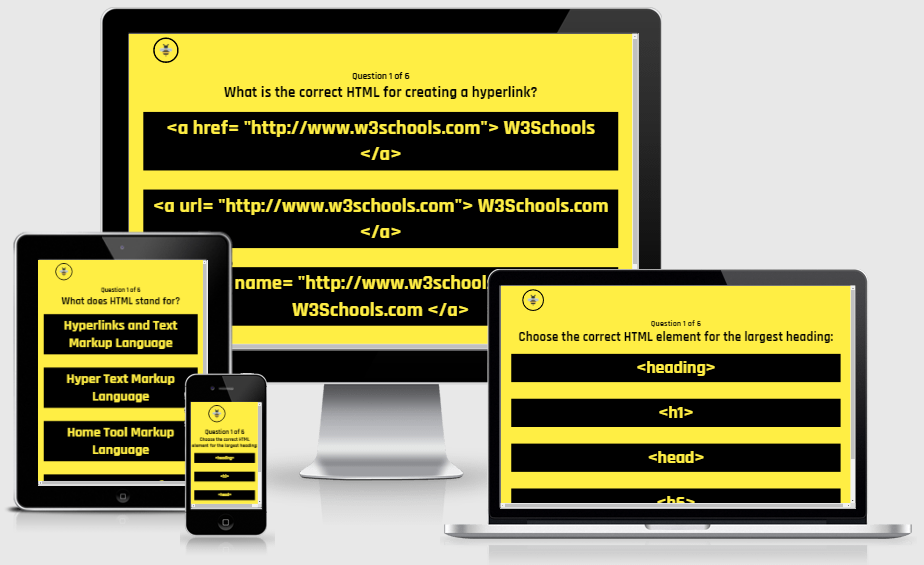 Question 1 of 6
What is the correct HTML for creating a hyperlink?
<a href= "http://www.w3schools.com"> W3Schools
</a>
<a url= "http://www.w3schools.com"> W3Schools.com
</a>
name= "http://www.w3school
W3Schools.com </a>
Question 1 of 6
What does HTML stand for?
Hyperlinks and Text
Markup Language
Hyper Text Markup
Language
Home Tool Markup
Language
Question 1 of 6
Choose the correct HTML
element for the largest heading
<heading>
<h1>
<head>
Question 1 of 6
Choose the correct HTML element for the largest heading:
<heading>
<h1>
<head>
<h6>